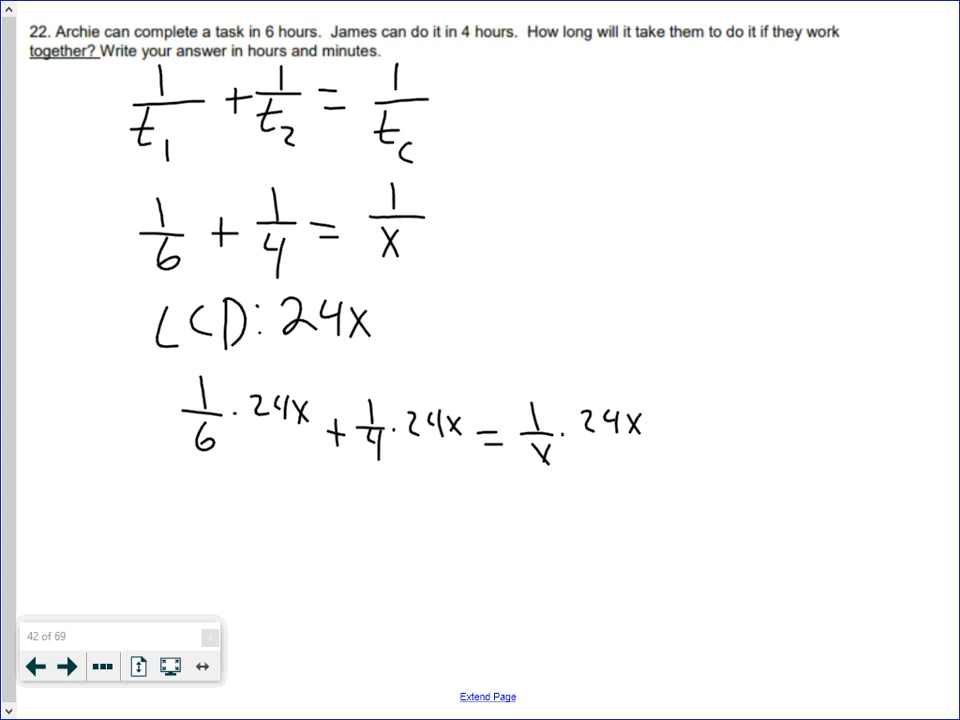 22. Archie can complete a task in 6 hours. James can do it in 4 hours. How long will it take them to do it if they work
together? Write your answer in hours and minutes.
1/t₁ + 1/t₂ = 1/t_c
1/6 + 1/4 = 1/x
LCD: 24x
1/6 · 24x + 1/4 · 24x = 1/x · 24x
42 of 69
Extend Page